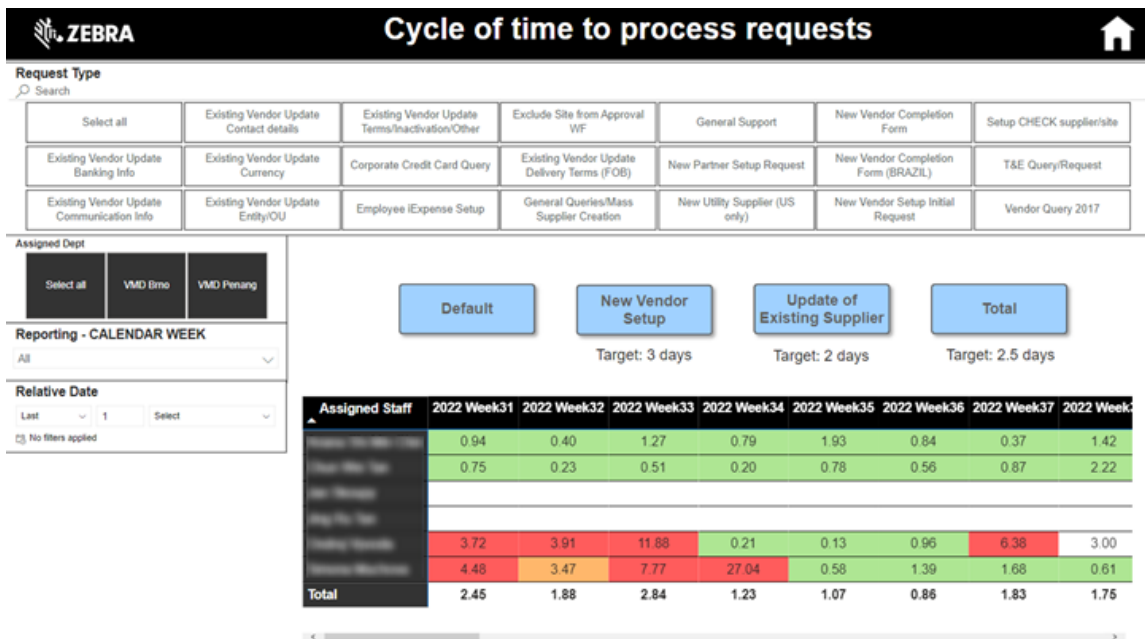 ZEBRA
Cycle of time to process requests
Request Type
Search
Select all
Existing Vendor Update
Contact details
Existing Vendor Update
Terms/Inactivation/Other
Exclude Site from Approval
WF
General Support
New Vendor Completion
Form
Setup CHECK supplier/site
Existing Vendor Update
Banking Info
Existing Vendor Update
Currency
Corporate Credit Card Query
Existing Vendor Update
Delivery Terms (FOB)
New Partner Setup Request
New Vendor Completion
Form (BRAZIL)
T&E Query/Request
Existing Vendor Update
Communication Info
Existing Vendor Update
Entity/OU
Employee iExpense Setup
General Queries/Mass
Supplier Creation
New Utility Supplier (US
only)
New Vendor Setup Initial
Request
Vendor Query 2017
Assigned Dept
Select all
VMD Brno
VMD Penang
Reporting - CALENDAR WEEK
All
Relative Date
Last
1
Select
No filters applied
Default
New Vendor
Setup
Update of
Existing Supplier
Total
Target: 3 days
Target: 2 days
Target: 2.5 days
Assigned Staff 2022 Week31 2022 Week32 2022 Week33 2022 Week34 2022 Week35 2022 Week36 2022 Week37 2022 Week
0.94 0.40 1.27 0.79 1.93 0.84 0.37 1.42
0.75 0.23 0.51 0.20 0.78 0.56 0.87 2.22
3.72 3.91 11.88 0.21 0.13 0.96 6.38 3.00
4.48 3.47 7.77 27.04 0.58 1.39 1.68 0.61
Total 2.45 1.88 2.84 1.23 1.07 0.86 1.83 1.75